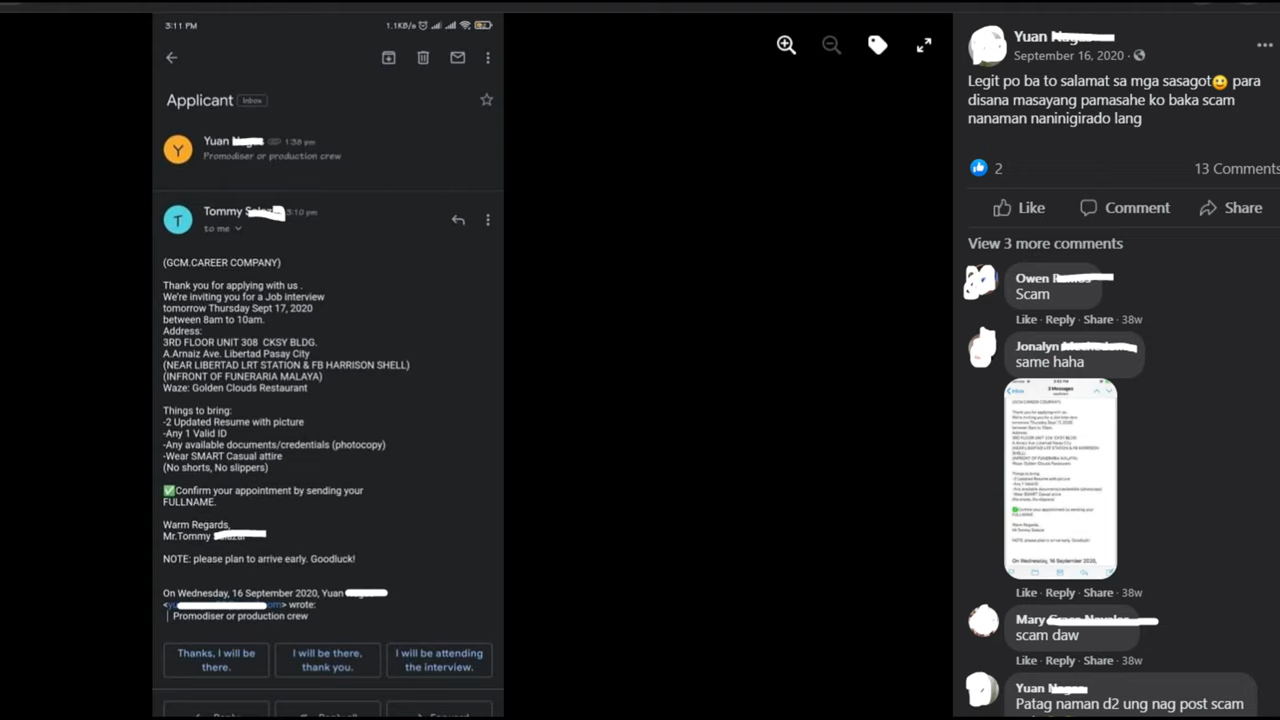 3:11 PM
1.1KB/s
Applicant Inbox
Yuan
1:38 pm
Promodiser or production crew
Tommy
3:10 pm
to me
(GCM.CAREER COMPANY)
Thank you for applying with us .
We're inviting you for a Job interview
tomorrow Thursday Sept 17, 2020
between 8am to 10am.
Address:
3RD FLOOR UNIT 308 CKSY BLDG.
A.Arnaiz Ave. Libertad Pasay City
(NEAR LIBERTAD LRT STATION & FB HARRISON SHELL)
(INFRONT OF FUNERARIA MALAYA)
Waze: Golden Clouds Restaurant
Things to bring:
-2 Updated Resume with picture
-Any 1 Valid ID
-Any available documents/credentials (photocopy)
-Wear SMART Casual attire
(No shorts, No slippers)
✅Confirm your appointment by sending your
FULLNAME.
Warm Regards,
Mr.Tommy
NOTE: please plan to arrive early. Goodluck!
On Wednesday, 16 September 2020, Yuan
wrote:
Promodiser or production crew
Thanks, I will be there.
I will be there, thank you.
I will be attending the interview.
Yuan
September 16, 2020
Legit po ba to salamat sa mga sasagot🙂 para
disana masayang pamasahe ko baka scam
nanaman naninigirado lang
2
13 Comments
Like Comment Share
View 3 more comments
Owen
Scam
Like · Reply · Share · 38w
Jonalyn
same haha
Like · Reply · Share · 38w
Mary
scam daw
Like · Reply · Share · 38w
Yuan
Patag naman d2 ung nag post scam